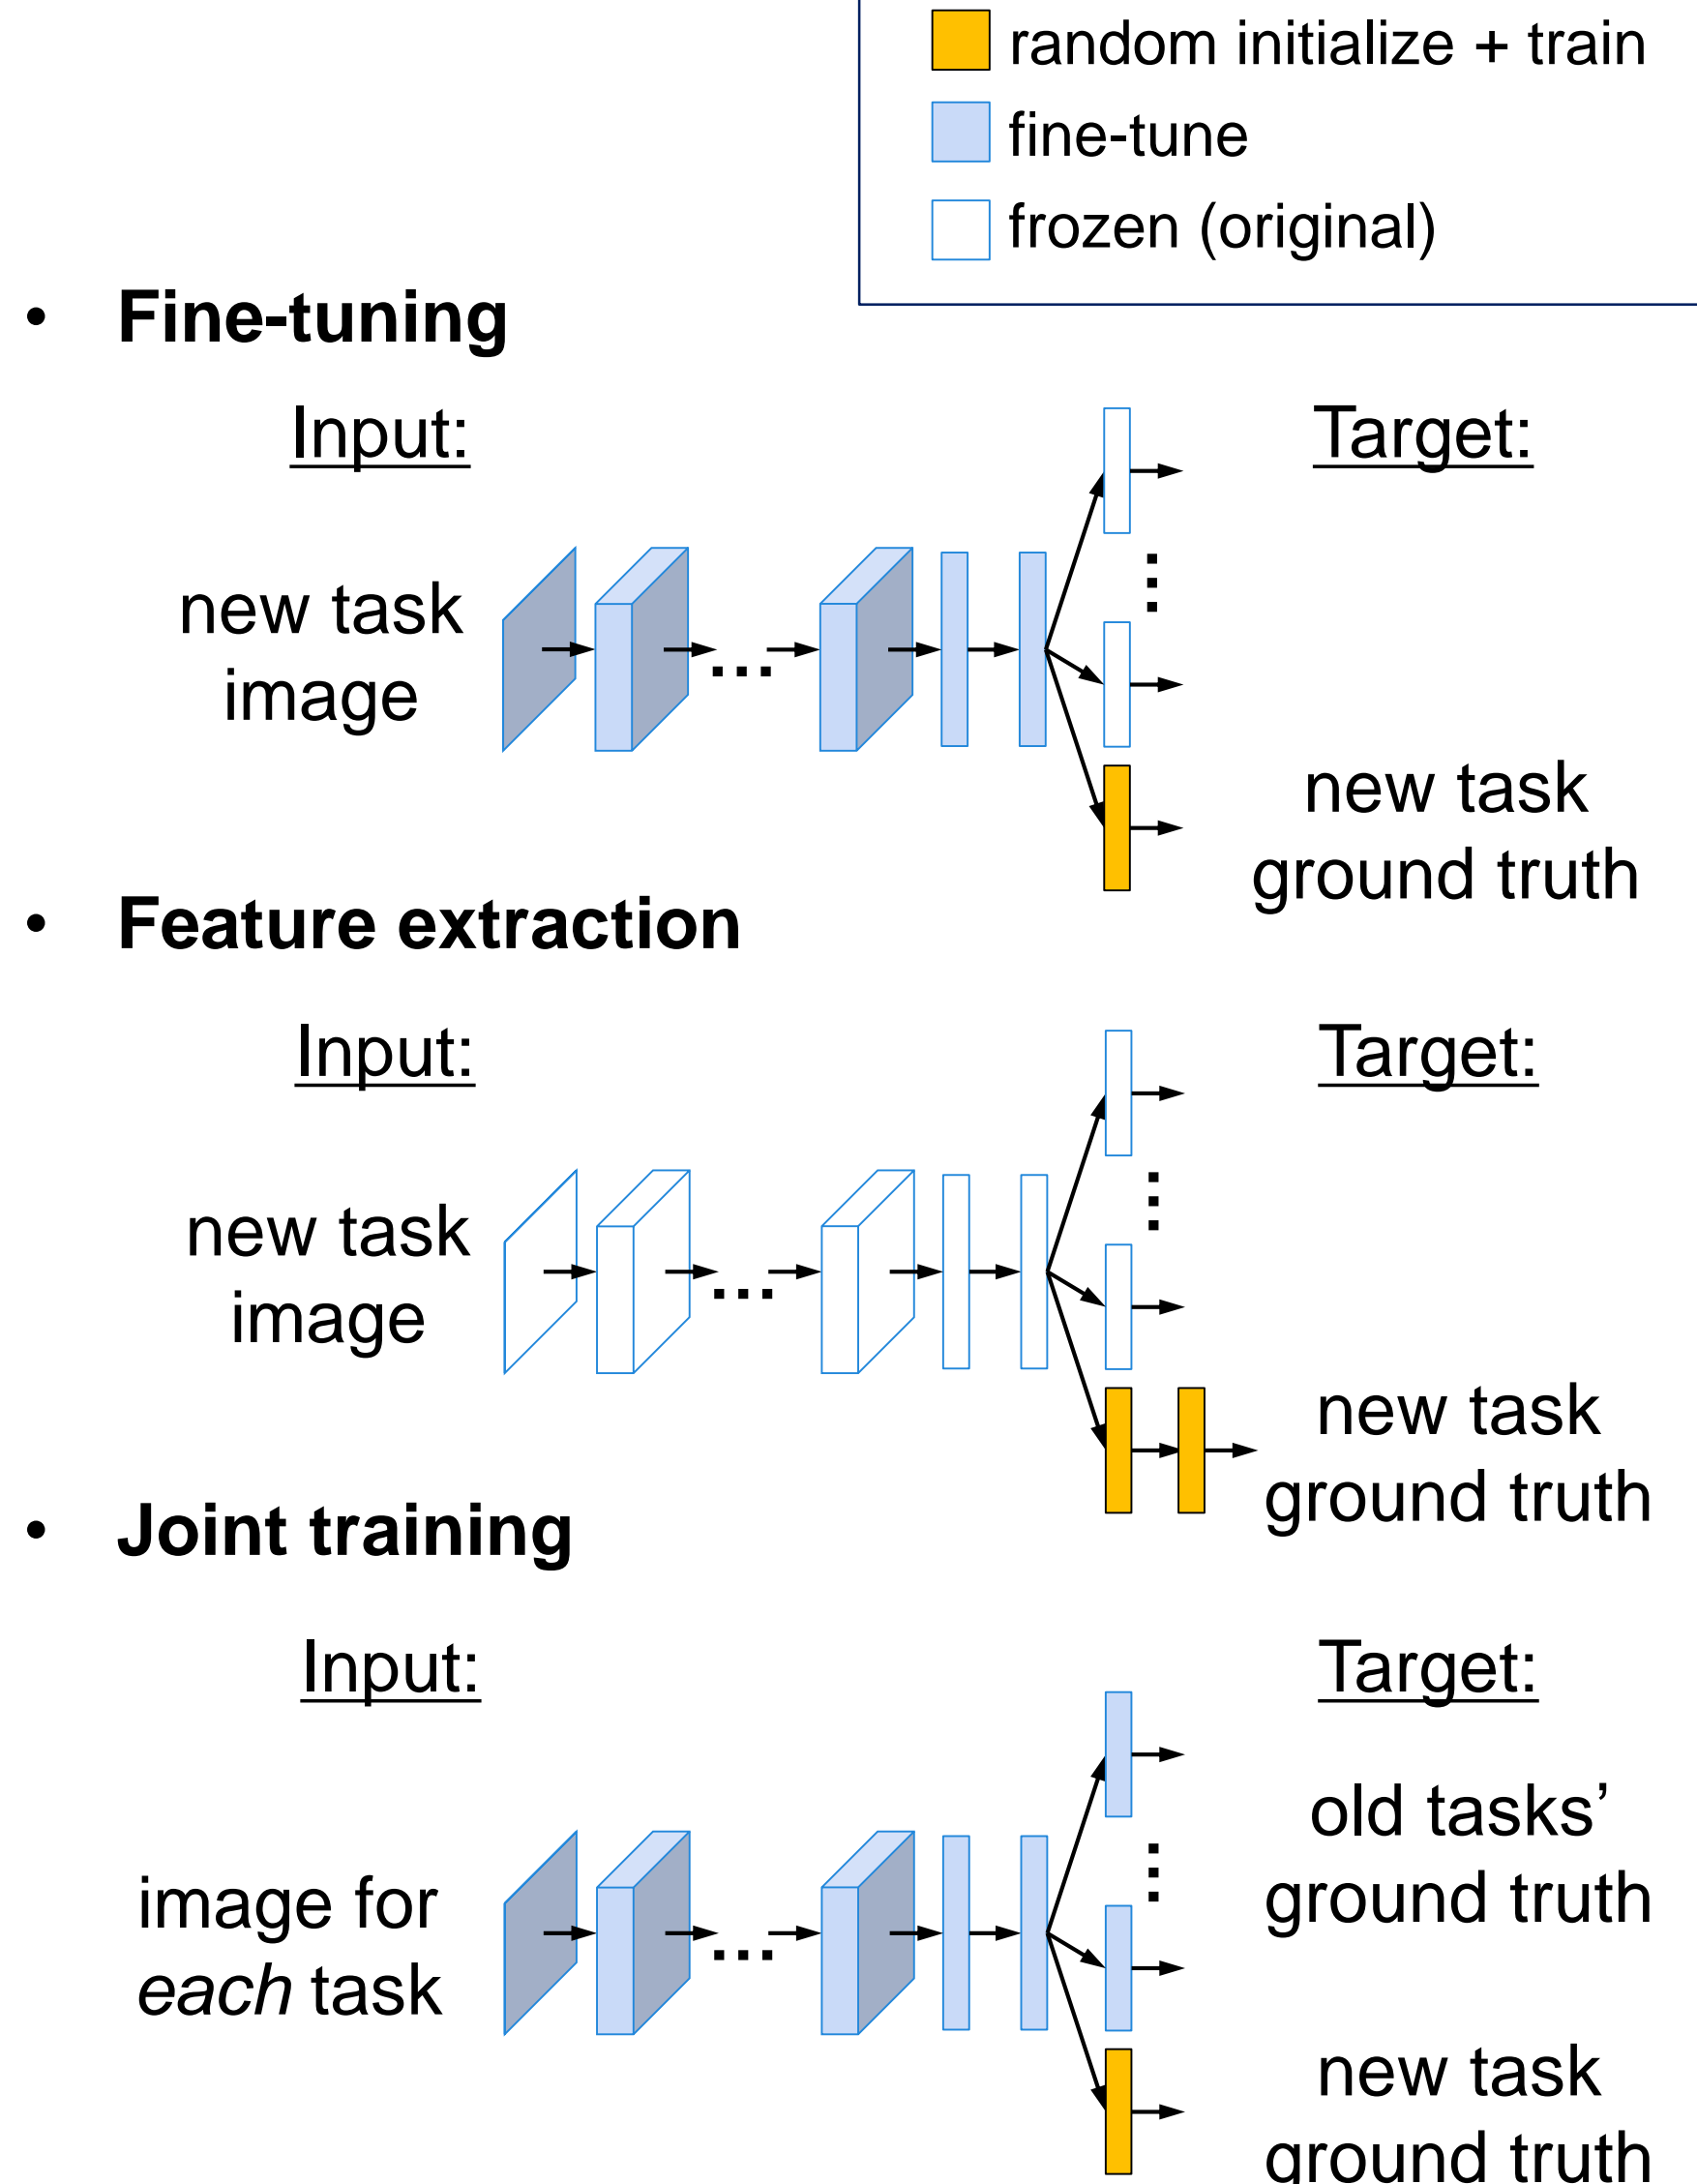 random initialize + train
fine-tune
frozen (original)
• Fine-tuning
Input:
Target:
new task
image
...
⋮
new task
ground truth
• Feature extraction
Input:
Target:
new task
image
...
⋮
new task
ground truth
• Joint training
Input:
Target:
old tasks’
ground truth
image for
each task
...
⋮
new task
ground truth